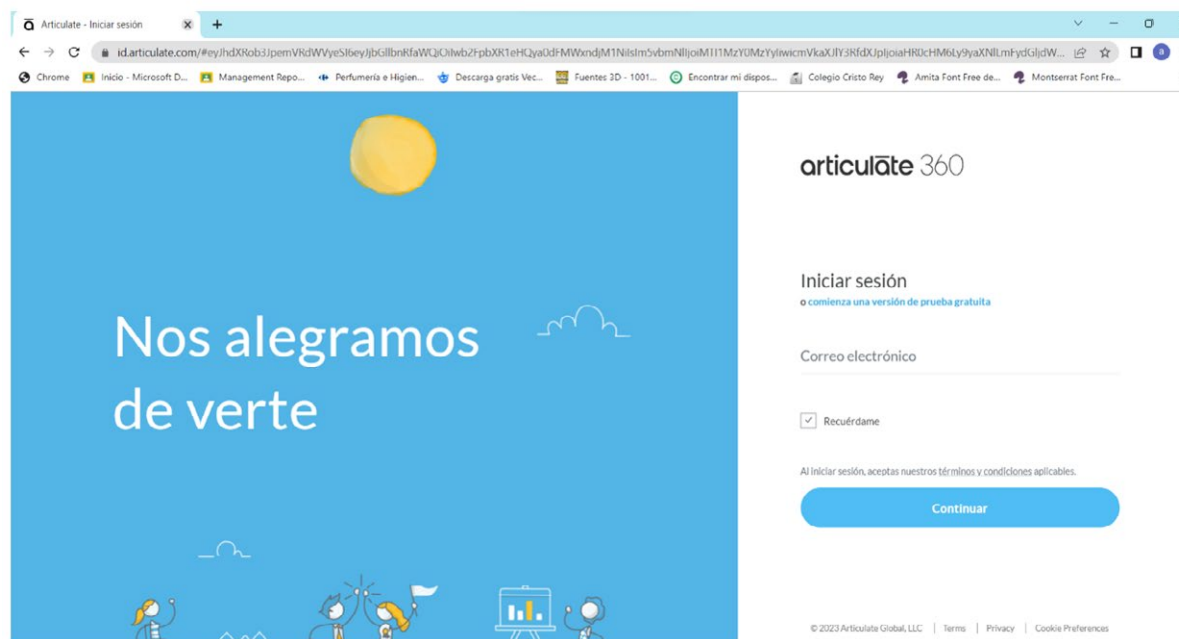 Articulate - Iniciar sesión
id.articulate.com/
Chrome Inicio - Microsoft D... Management Repo... Perfumería e Higien... Descarga gratis Vec... Fuentes 3D - 1001... Encontrar mi dispos... Colegio Cristo Rey Amita Font Free de... Montserrat Font Fre...
articulāte 360
Nos alegramos
de verte
Iniciar sesión
o comienza una versión de prueba gratuita
Correo electrónico
Recuérdame
Al iniciar sesión, aceptas nuestros términos y condiciones aplicables.
Continuar
© 2023 Articulate Global, LLC | Terms | Privacy | Cookie Preferences